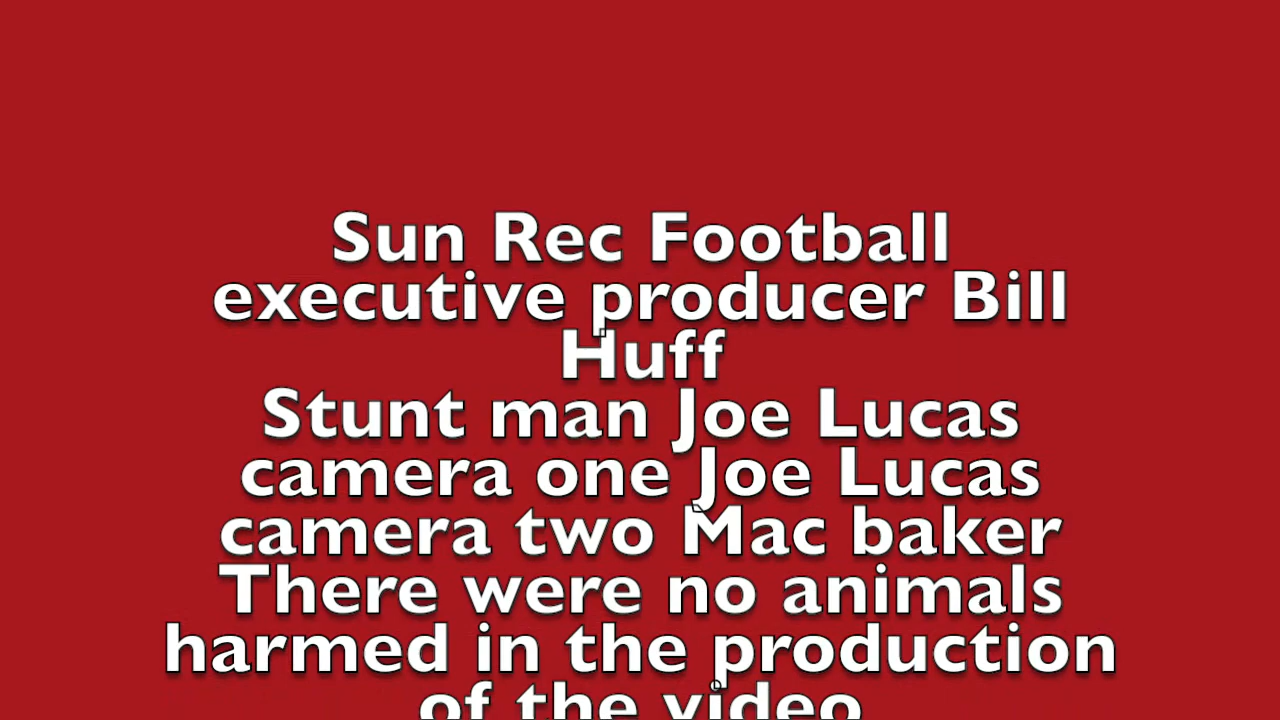 Sun Rec Football
executive producer Bill
Huff
Stunt man Joe Lucas
camera one Joe Lucas
camera two Mac baker
There were no animals
harmed in the production
of the video